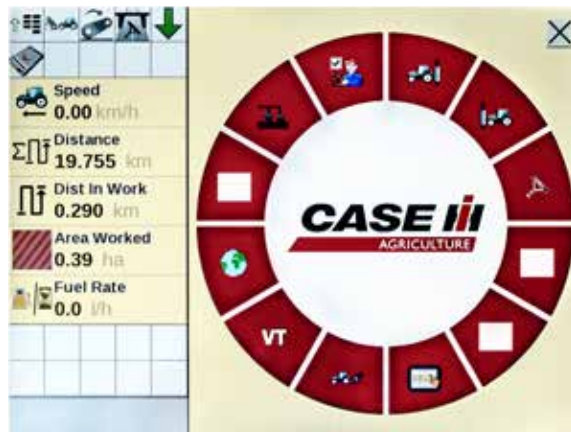 Speed
0.00 km/h
Distance
19.755 km
Dist In Work
0.290 km
Area Worked
0.39 ha
Fuel Rate
0.0 l/h
CASE IH
AGRICULTURE
VT